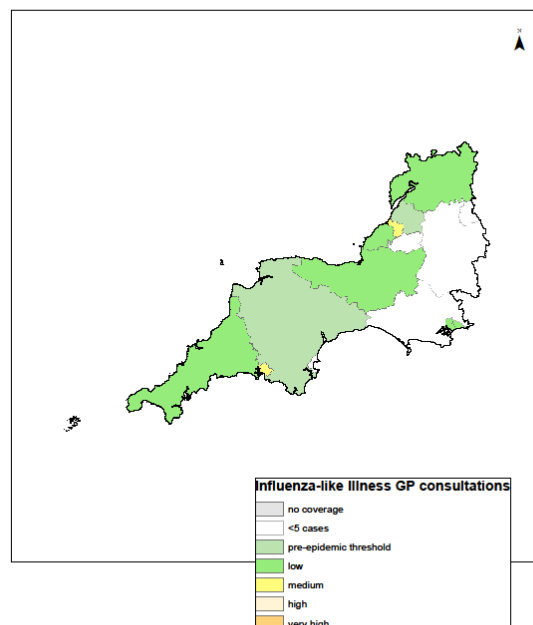 N
Influenza-like Illness GP consultations
no coverage
<5 cases
pre-epidemic threshold
low
medium
high
very high